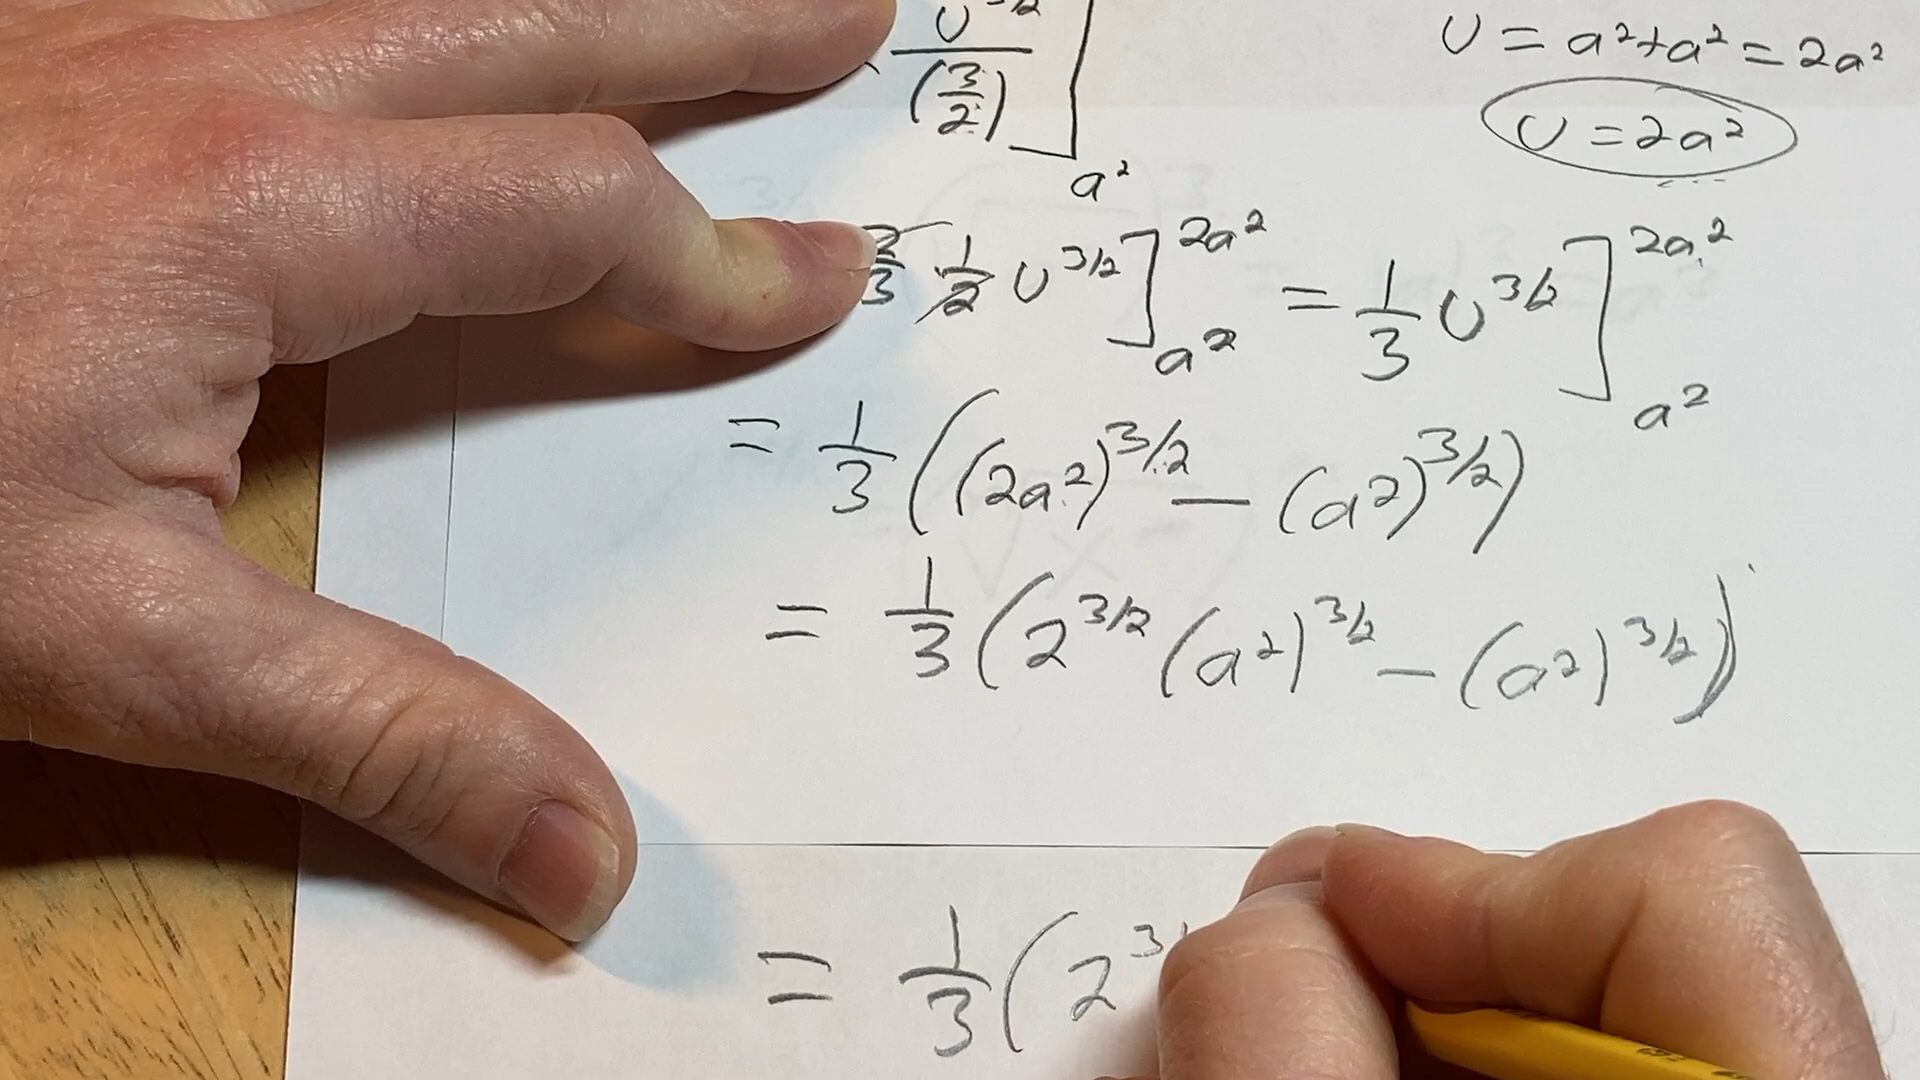 U = a²+a² = 2a²
U
(3/2) ]
a²
U = 2a²
2/3 1/2 U^3/2 ]_a²^2a² = 1/3 U^3/2 ]_a²^2a²
= 1/3 ((2a²)^3/2 − (a²)^3/2)
= 1/3 (2^3/2 (a²)^3/2 − (a²)^3/2)
= 1/3 (2^3